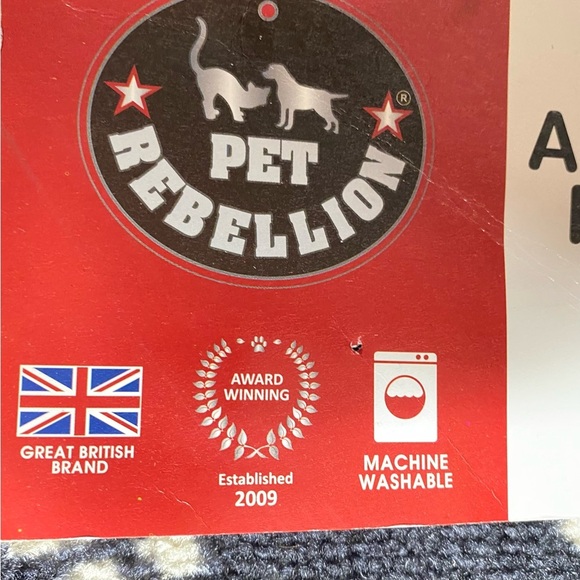 ®
PET
REBELLION
A
GREAT BRITISH
BRAND
AWARD
WINNING
Established
2009
MACHINE
WASHABLE